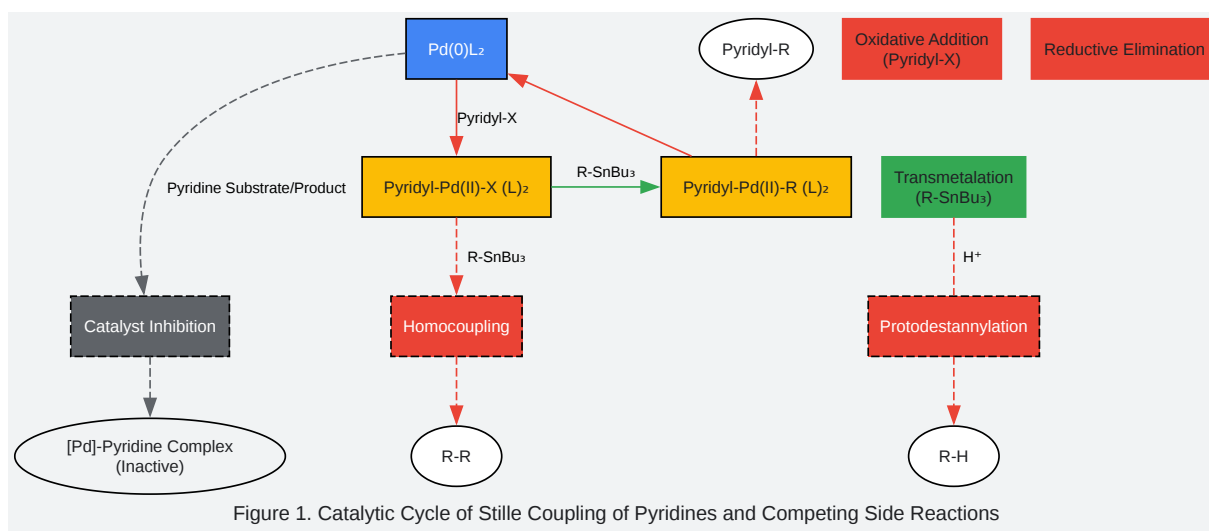 Pd(0)L₂
Pyridyl-R
Oxidative Addition
(Pyridyl-X)
Reductive Elimination
Pyridyl-X
Pyridine Substrate/Product
Pyridyl-Pd(II)-X (L)₂
R-SnBu₃
Pyridyl-Pd(II)-R (L)₂
Transmetalation
(R-SnBu₃)
R-SnBu₃
H⁺
Catalyst Inhibition
Homocoupling
Protodestannylation
[Pd]-Pyridine Complex
(Inactive)
R-R
R-H
Figure 1. Catalytic Cycle of Stille Coupling of Pyridines and Competing Side Reactions